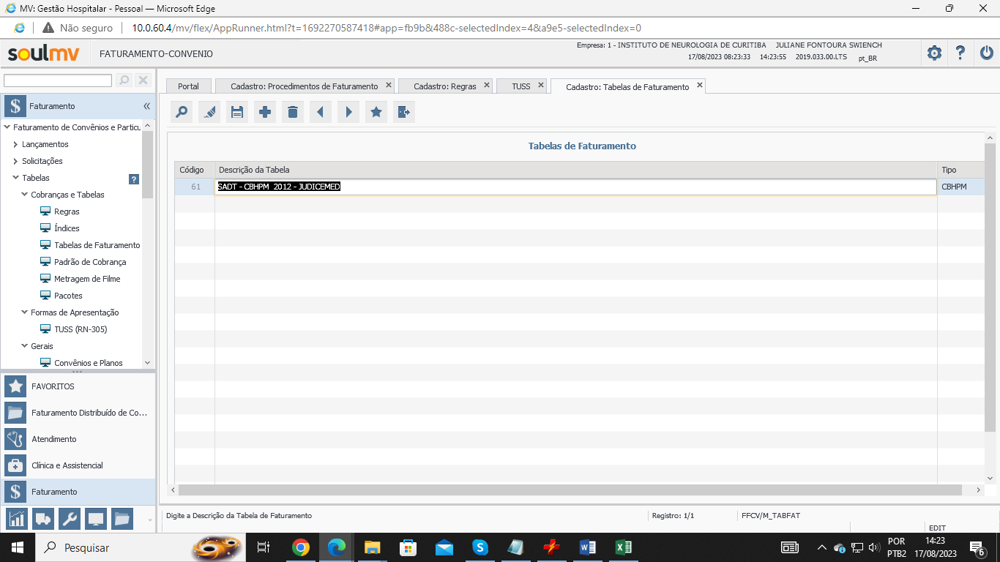 MV: Gestão Hospitalar - Pessoal — Microsoft Edge
Não seguro
10.0.60.4/mv/flex/AppRunner.html?t=1692270587418#app=fb9b&488c-selectedIndex=4&a9e5-selectedIndex=0
soulmv
FATURAMENTO-CONVENIO
Empresa: 1 - INSTITUTO DE NEUROLOGIA DE CURITIBA JULIANE FONTOURA SWIENCH
17/08/2023 08:23:33 14:23:55 2019.033.00.LTS pt_BR
Portal
Cadastro: Procedimentos de Faturamento
Cadastro: Regras
TUSS
Cadastro: Tabelas de Faturamento
Faturamento
Faturamento de Convênios e Particu
Lançamentos
Solicitações
Tabelas
Cobranças e Tabelas
Regras
Índices
Tabelas de Faturamento
Padrão de Cobrança
Metragem de Filme
Pacotes
Formas de Apresentação
TUSS (RN-305)
Gerais
Convênios e Planos
FAVORITOS
Faturamento Distribuído de Co...
Atendimento
Clínica e Assistencial
Faturamento
Tabelas de Faturamento
Código Descrição da Tabela Tipo
61 SADT - CBHPM 2012 - JUDICEMED CBHPM
Digite a Descrição da Tabela de Faturamento
Registro: 1/1
FFCV/M_TABFAT
EDIT
Pesquisar
POR
PTB2
14:23
17/08/2023
6